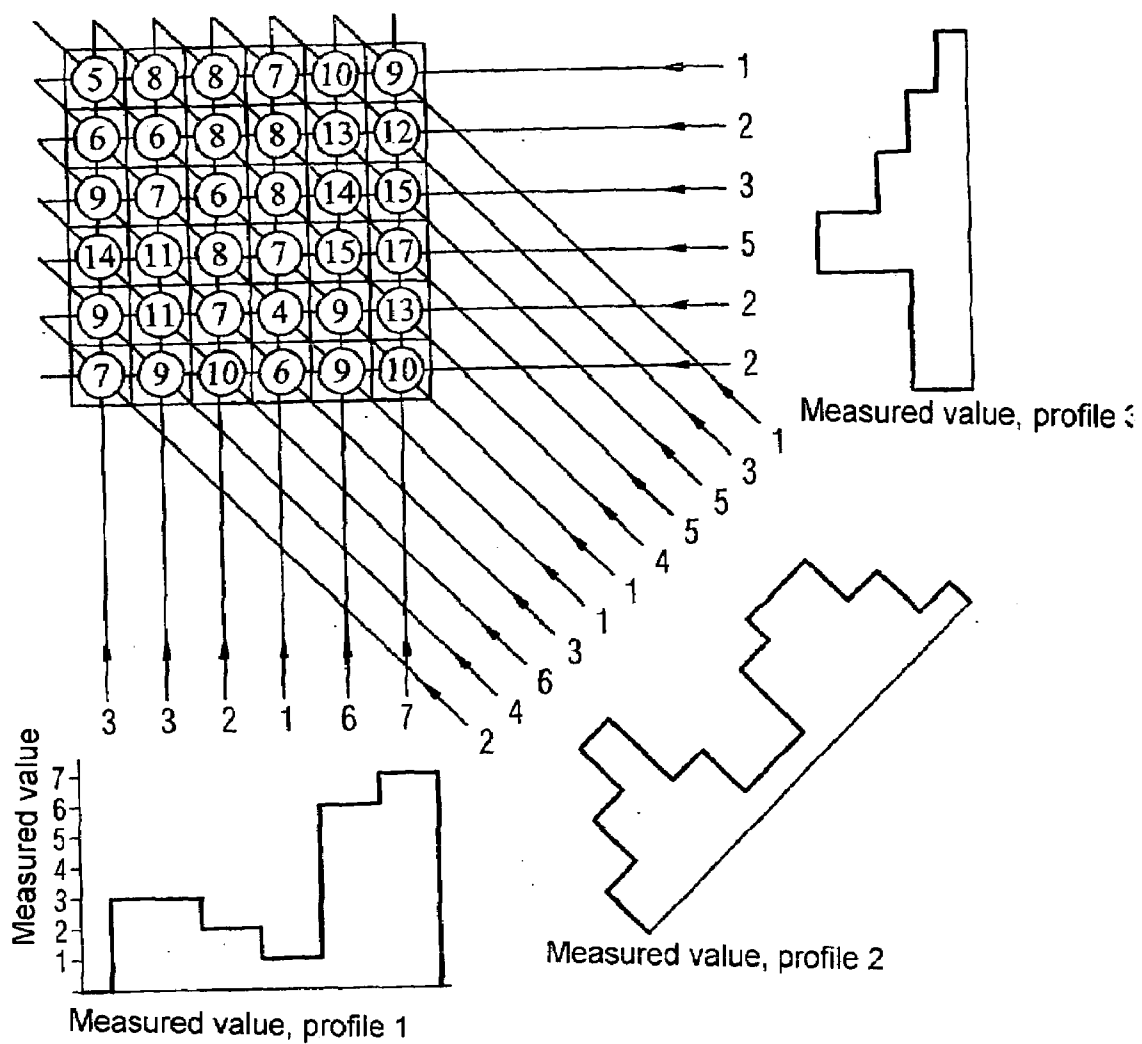 5 8 8 7 10 9 1
6 6 8 8 13 12 2
9 7 6 8 14 15 3
14 11 8 7 15 17 5
9 11 7 4 9 13 2
7 9 10 6 9 10 2
Measured value, profile 3
1
3
5
5
4
1
1
3
6
4
2
3 3 2 1 6 7
Measured value
7
6
5
4
3
2
1
Measured value, profile 2
Measured value, profile 1